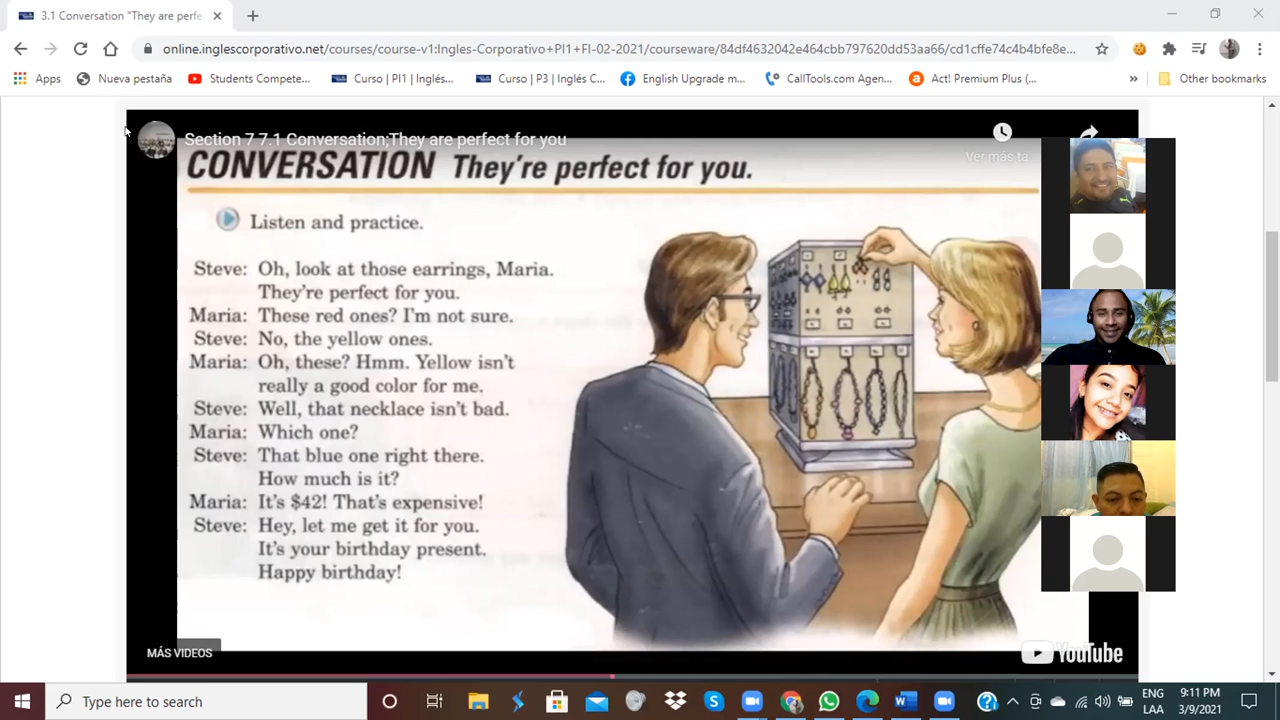 3.1 Conversation "They are perfe
online.inglescorporativo.net/courses/course-v1:Ingles-Corporativo+PI1+FI-02-2021/courseware/84df4632042e464cbb797620dd53aa66/cd1cffe74c4b4bfe8e...
Apps Nueva pestaña Students Compete... Curso | PI1 | Inglés... Curso | P3 | Inglés C... English Upgrade m... CallTools.com Agen... Act! Premium Plus (... » Other bookmarks
Section 7 7.1 Conversation;They are perfect for you
Ver más ta
CONVERSATION They're perfect for you.
Listen and practice.
Steve: Oh, look at those earrings, Maria.
They're perfect for you.
Maria: These red ones? I'm not sure.
Steve: No, the yellow ones.
Maria: Oh, these? Hmm. Yellow isn't
really a good color for me.
Steve: Well, that necklace isn't bad.
Maria: Which one?
Steve: That blue one right there.
How much is it?
Maria: It's $42! That's expensive!
Steve: Hey, let me get it for you.
It's your birthday present.
Happy birthday!
MÁS VIDEOS
YouTube
Type here to search
ENG
LAA
9:11 PM
3/9/2021